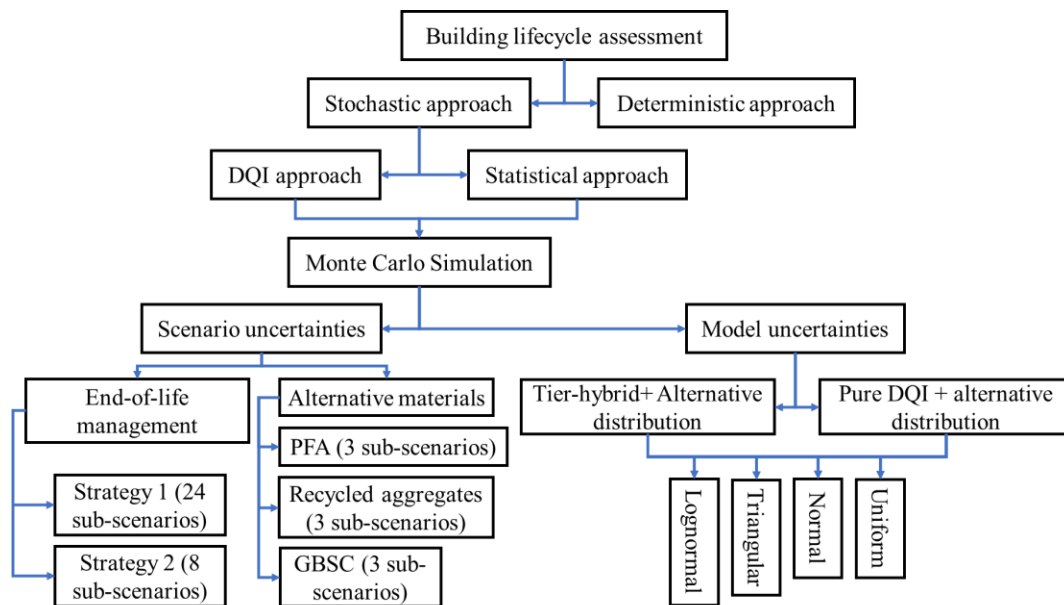 Building lifecycle assessment
Stochastic approach
Deterministic approach
DQI approach
Statistical approach
Monte Carlo Simulation
Scenario uncertainties
Model uncertainties
End-of-life
management
Alternative materials
Tier-hybrid+ Alternative
distribution
Pure DQI + alternative
distribution
PFA (3 sub-scenarios)
Strategy 1 (24
sub-scenarios)
Recycled aggregates
(3 sub-scenarios)
Strategy 2 (8
sub-scenarios)
GBSC (3 sub-
scenarios)
Lognormal
Triangular
Normal
Uniform